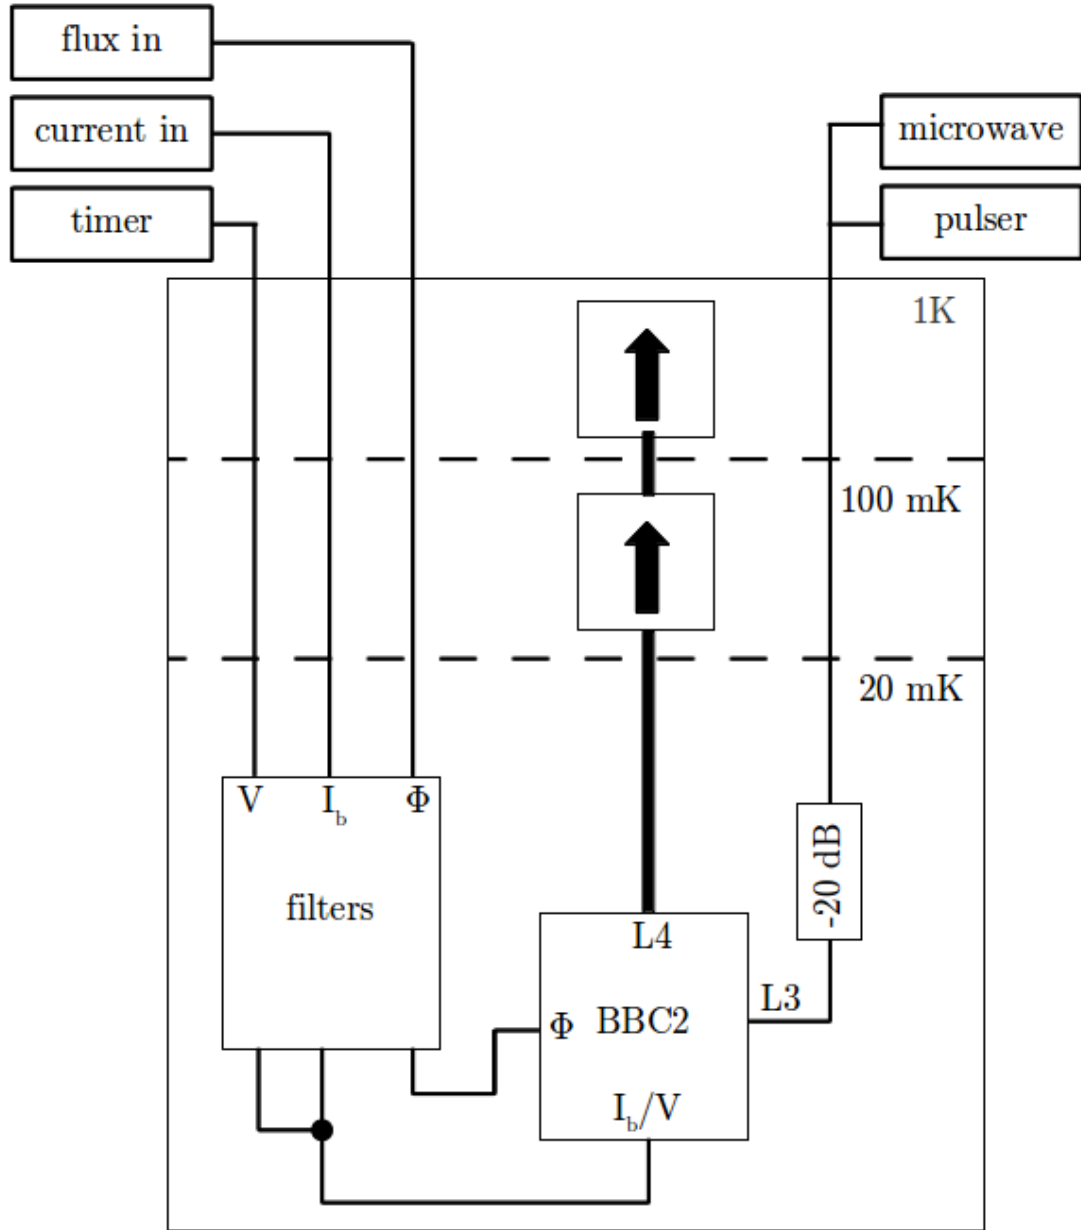 flux in
current in
timer
microwave
pulser
1K
100 mK
20 mK
V I_b Φ
filters
-20 dB
L4
L3
Φ BBC2
I_b/V